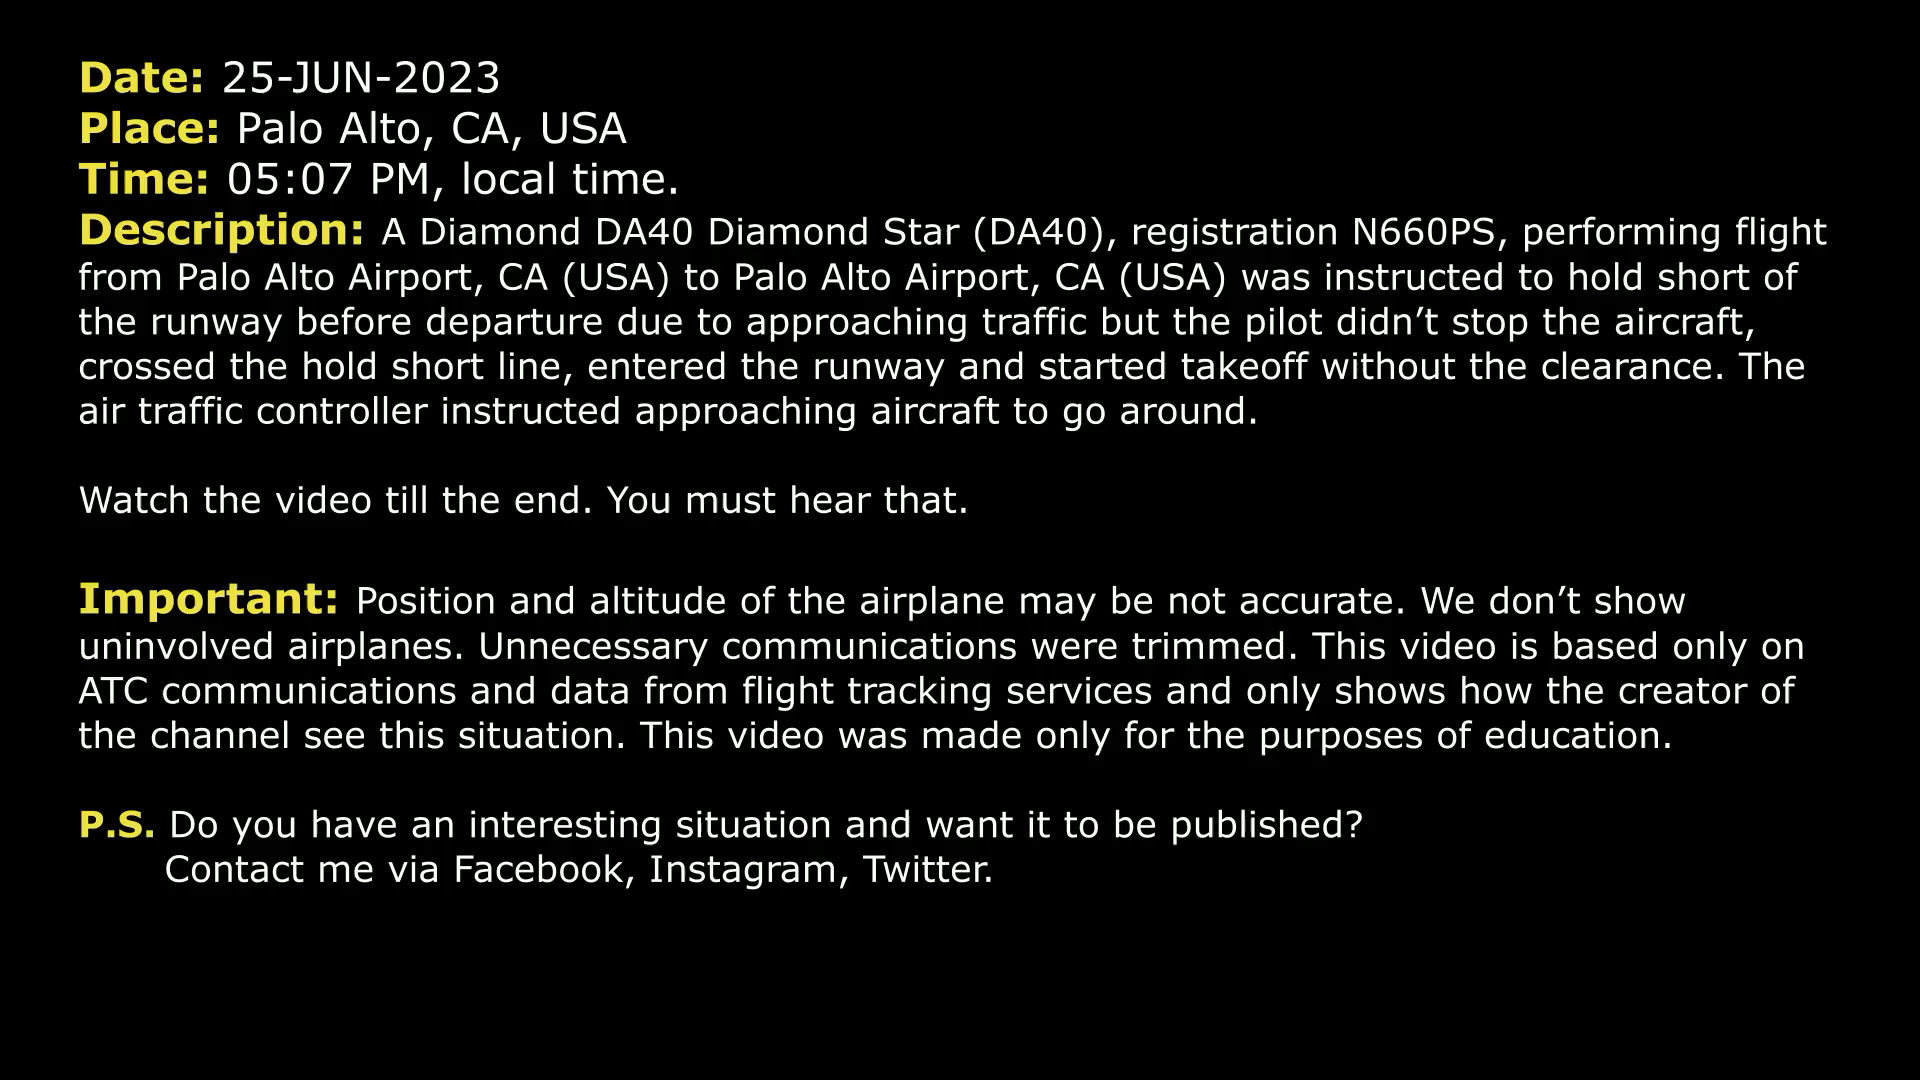 Date: 25-JUN-2023
Place: Palo Alto, CA, USA
Time: 05:07 PM, local time.
Description: A Diamond DA40 Diamond Star (DA40), registration N660PS, performing flight
from Palo Alto Airport, CA (USA) to Palo Alto Airport, CA (USA) was instructed to hold short of
the runway before departure due to approaching traffic but the pilot didn’t stop the aircraft,
crossed the hold short line, entered the runway and started takeoff without the clearance. The
air traffic controller instructed approaching aircraft to go around.
Watch the video till the end. You must hear that.
Important: Position and altitude of the airplane may be not accurate. We don’t show
uninvolved airplanes. Unnecessary communications were trimmed. This video is based only on
ATC communications and data from flight tracking services and only shows how the creator of
the channel see this situation. This video was made only for the purposes of education.
P.S. Do you have an interesting situation and want it to be published?
Contact me via Facebook, Instagram, Twitter.